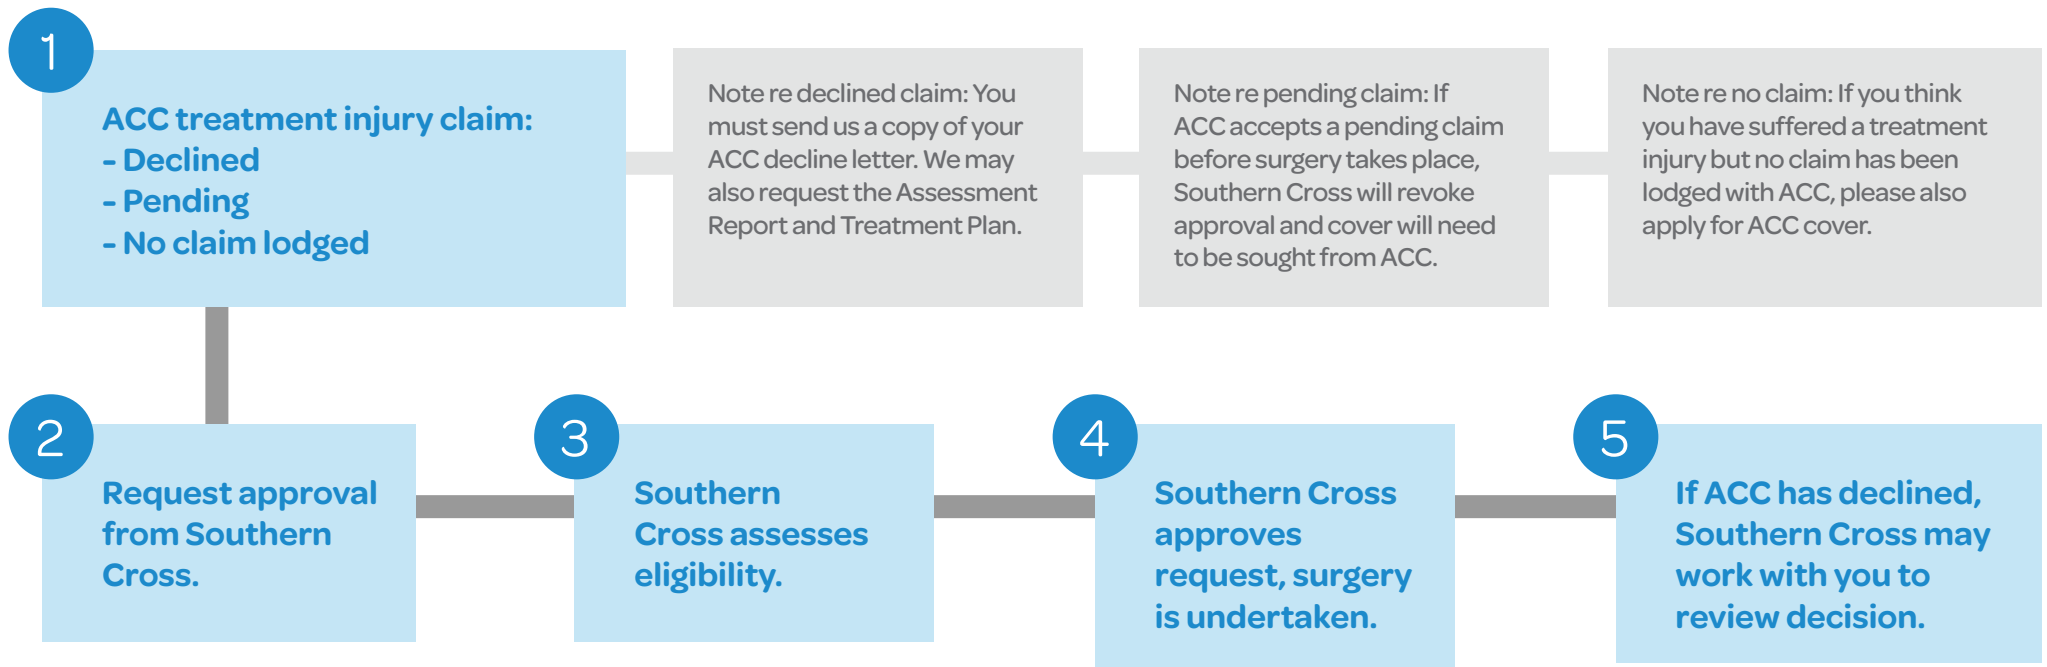 1
ACC treatment injury claim:
- Declined
- Pending
- No claim lodged
Note re declined claim: You
must send us a copy of your
ACC decline letter. We may
also request the Assessment
Report and Treatment Plan.
Note re pending claim: If
ACC accepts a pending claim
before surgery takes place,
Southern Cross will revoke
approval and cover will need
to be sought from ACC.
Note re no claim: If you think
you have suffered a treatment
injury but no claim has been
lodged with ACC, please also
apply for ACC cover.
2
Request approval
from Southern
Cross.
3
Southern
Cross assesses
eligibility.
4
Southern Cross
approves
request, surgery
is undertaken.
5
If ACC has declined,
Southern Cross may
work with you to
review decision.